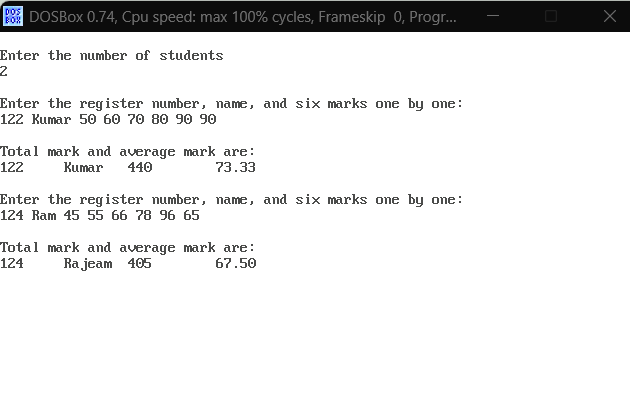 DOS
BOX
DOSBox 0.74, Cpu speed: max 100% cycles, Frameskip 0, Progr...
Enter the number of students
2
Enter the register number, name, and six marks one by one:
122 Kumar 50 60 70 80 90 90
Total mark and average mark are:
122 Kumar 440 73.33
Enter the register number, name, and six marks one by one:
124 Ram 45 55 66 78 96 65
Total mark and average mark are:
124 Rajeam 405 67.50